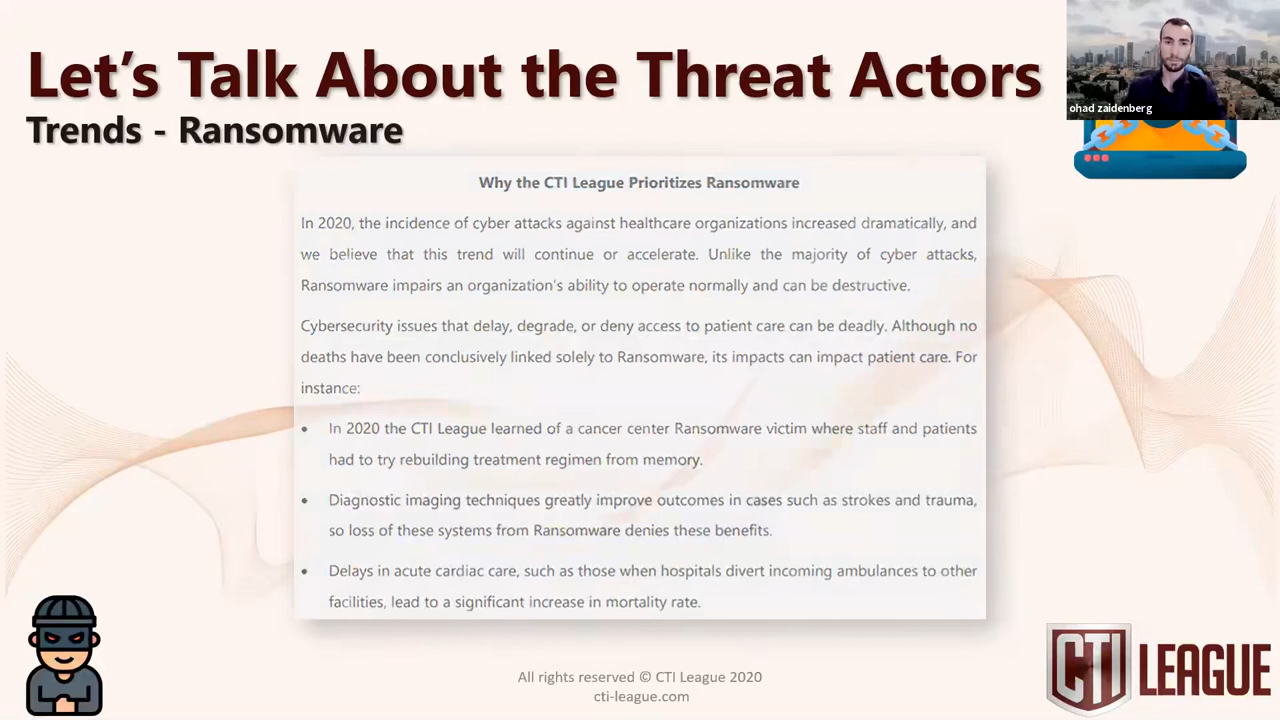 Let's Talk About the Threat Actors
Trends - Ransomware
ohad zaidenberg
Why the CTI League Prioritizes Ransomware
In 2020, the incidence of cyber attacks against healthcare organizations increased dramatically, and
we believe that this trend will continue or accelerate. Unlike the majority of cyber attacks,
Ransomware impairs an organization's ability to operate normally and can be destructive.
Cybersecurity issues that delay, degrade, or deny access to patient care can be deadly. Although no
deaths have been conclusively linked solely to Ransomware, its impacts can impact patient care. For
instance:
• In 2020 the CTI League learned of a cancer center Ransomware victim where staff and patients
had to try rebuilding treatment regimen from memory.
• Diagnostic imaging techniques greatly improve outcomes in cases such as strokes and trauma,
so loss of these systems from Ransomware denies these benefits.
• Delays in acute cardiac care, such as those when hospitals divert incoming ambulances to other
facilities, lead to a significant increase in mortality rate.
All rights reserved © CTI League 2020
cti-league.com
CTI LEAGUE